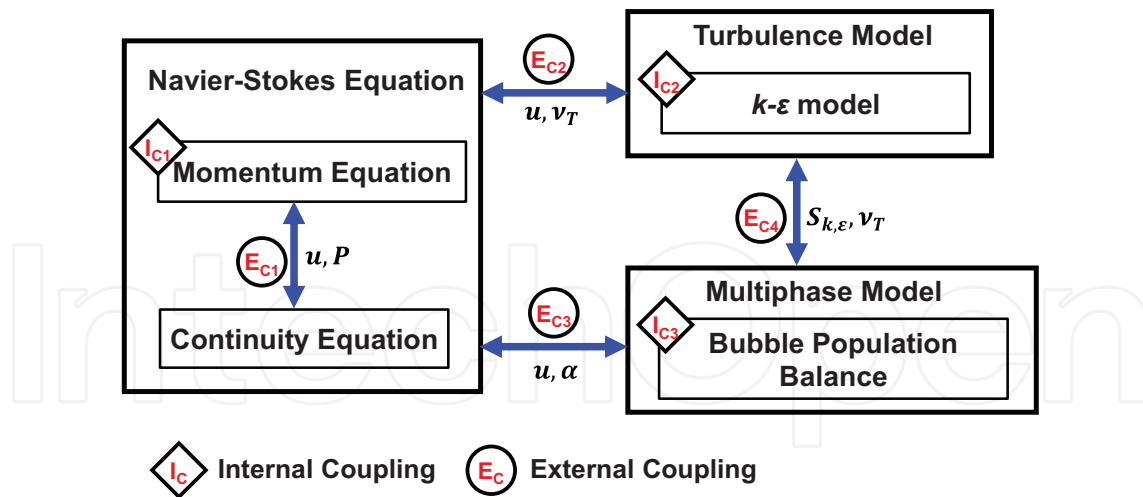 Navier-Stokes Equation
I_C1
Momentum Equation
E_C1
u, P
Continuity Equation
E_C2
u, ν_T
Turbulence Model
I_C2
k-ε model
E_C4
S_k,ε, ν_T
E_C3
u, α
Multiphase Model
I_C3
Bubble Population
Balance
I_C Internal Coupling
E_C External Coupling
IntechOpen